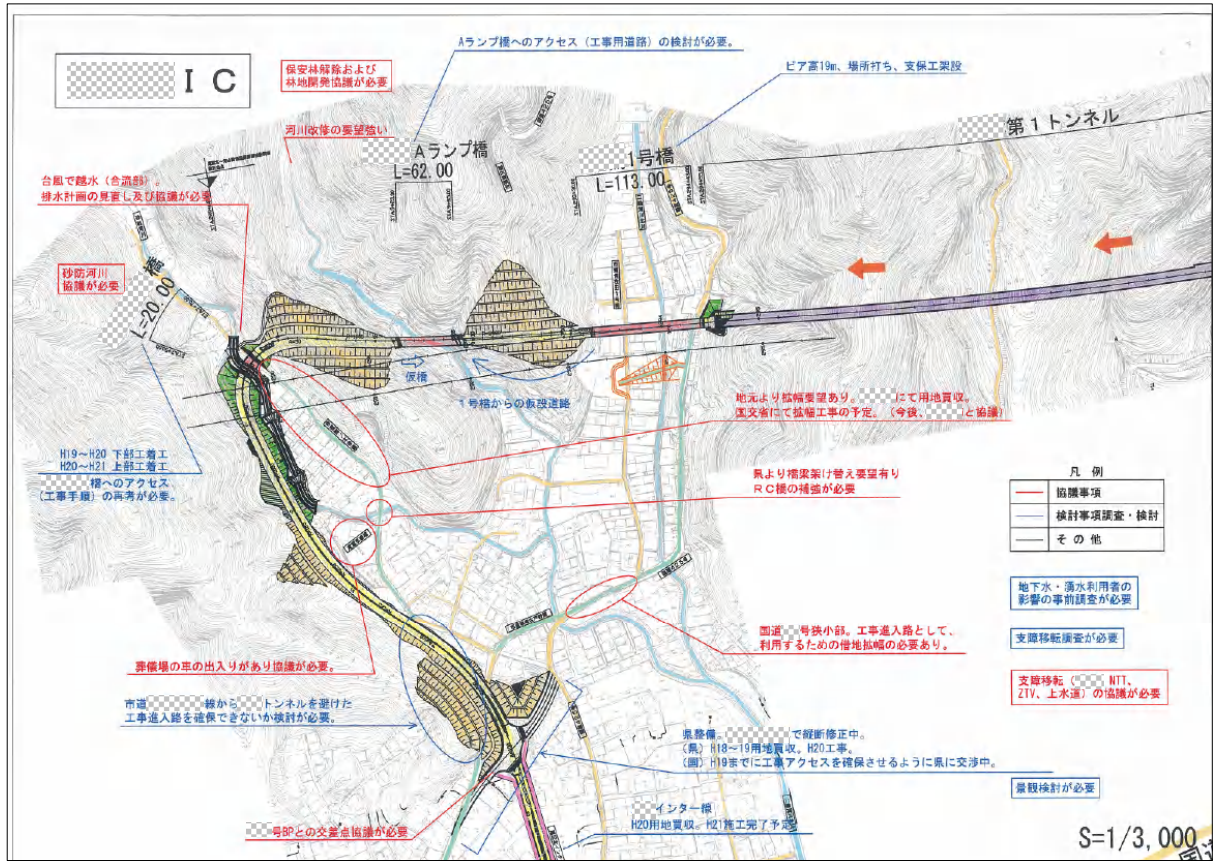 ＩＣ
保安林解除および
林地開発協議が必要
Aランプ橋へのアクセス（工事用道路）の検討が必要。
ピア高19m、場所打ち、支保工架設
河川改修の要望強い
Aランプ橋
L=62.00
1号橋
L=113.00
第1トンネル
台風で越水（合流部）。
排水計画の見直し及び協議が必要
砂防河川
協議が必要
橋
L=20.00
仮橋
1号橋からの仮設道路
地元より拡幅要望あり。
にて用地買収。
国交省にて拡幅工事の予定。（今後、
と協議）
H19～H20 下部工着工
H20～H21 上部工着工
橋へのアクセス
（工事手順）の再考が必要。
県より橋梁架け替え要望有り
ＲＣ橋の補強が必要
凡 例
協議事項
検討事項調査・検討
そ の 他
地下水・湧水利用者の
影響の事前調査が必要
支障移転調査が必要
国道
号狭小部。工事進入路として、
利用するための借地拡幅の必要あり。
支障移転（
NTT、
ZTV、上水道）の協議が必要
葬儀場の車の出入りがあり協議が必要。
市道
線から
トンネルを避けた
工事進入路を確保できないか検討が必要。
県整備。
で縦断修正中。
（県）H18～19用地買収。H20工事。
（国）H19までに工事アクセスを確保させるように県に交渉中。
景観検討が必要
号BPとの交差点協議が必要
インター線
H20用地買収。H21施工完了予定
S=1/3,000
国道